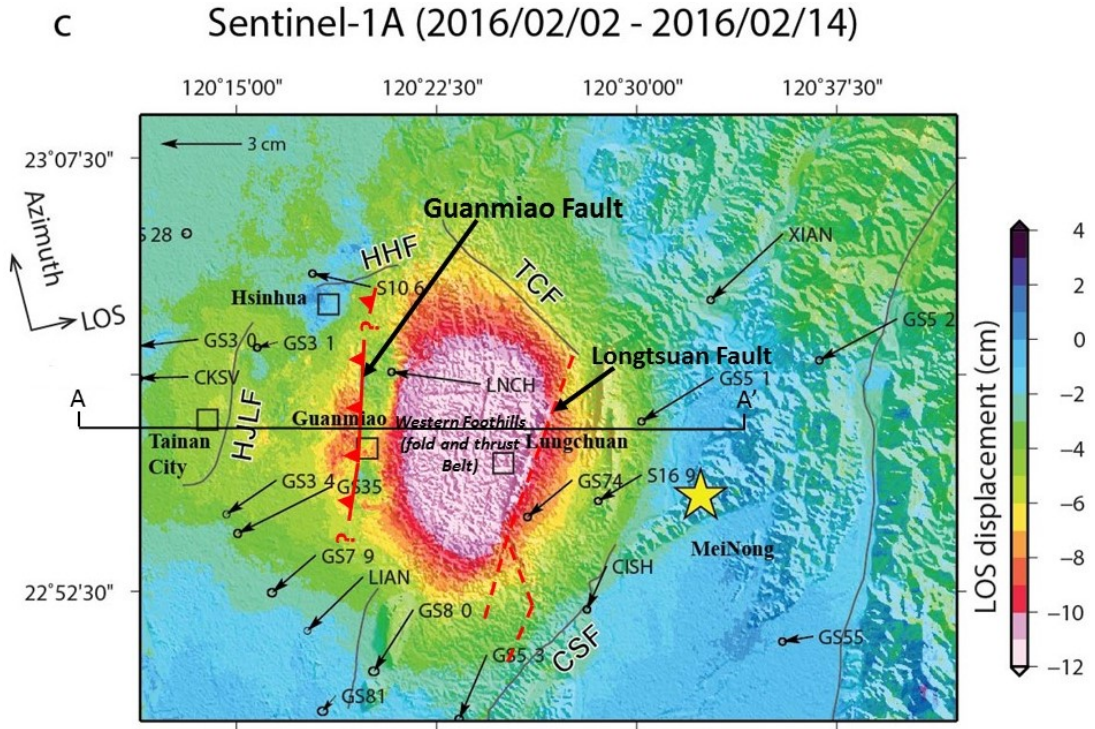 c Sentinel-1A (2016/02/02 - 2016/02/14)
120°15'00" 120°22'30" 120°30'00" 120°37'30"
23°07'30"
3 cm
Guanmiao Fault
S 28
XIAN
Azimuth
LOS
HHF
TCF
S10 6
Hsinhua
?
GS3 0
GS3 1
GS5 2
Longtsuan Fault
CKSV
LNCH
GS5 1
A
A'
HJLF
Guanmiao
Western Foothills
(fold and thrust
Belt)
Lungchuan
Tainan
City
GS3 4
GS35
GS74
S16 9
?
MeiNong
GS7 9
CISH
LIAN
22°52'30"
GS8 0
CSF
GS5 3
GS55
GS81
LOS displacement (cm)
4
2
0
−2
−4
−6
−8
−10
−12